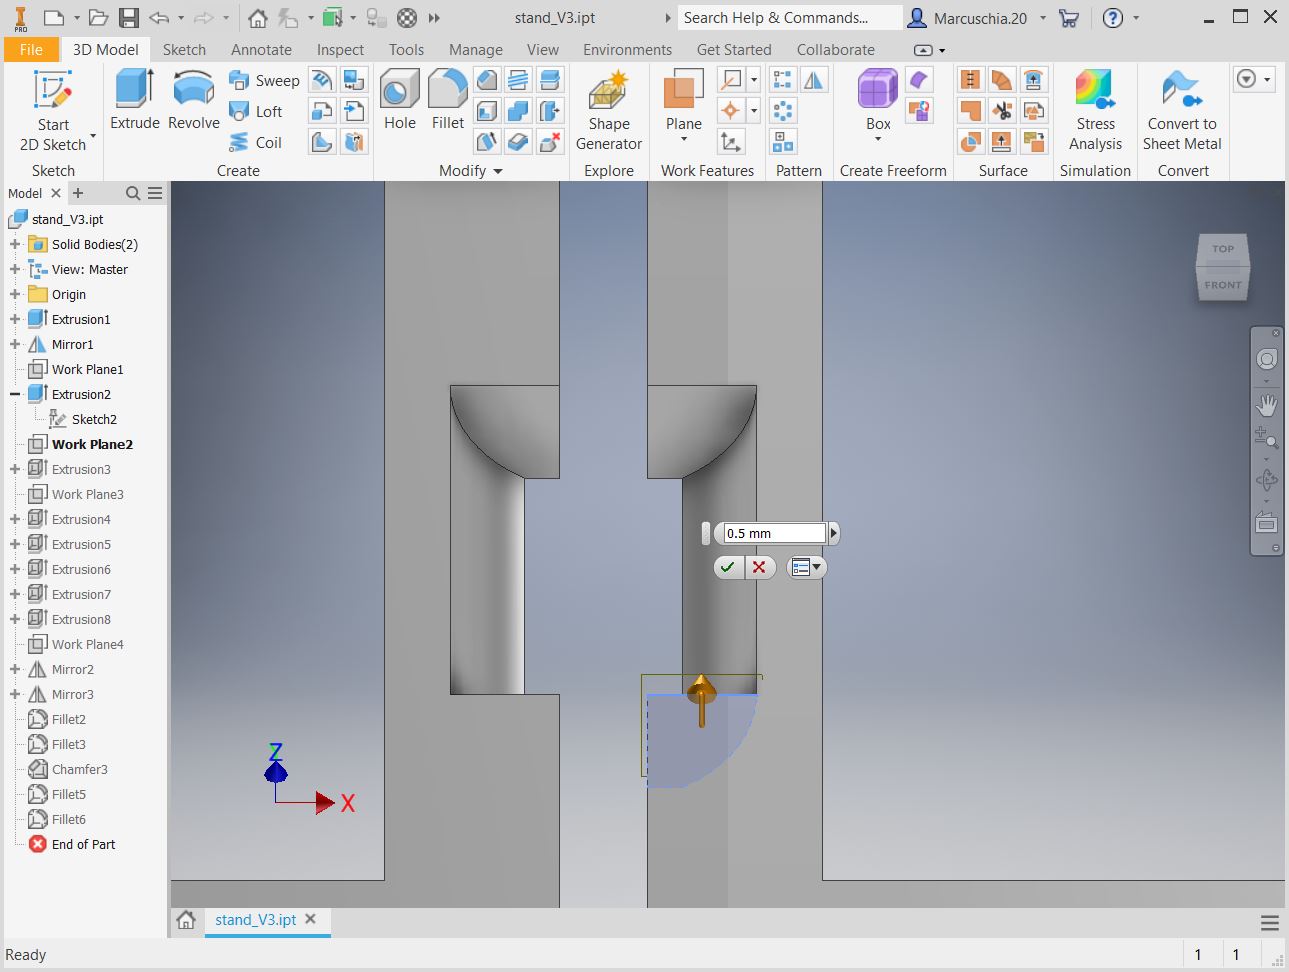 PRO
stand_V3.ipt
Search Help & Commands...
Marcuschia.20
File
3D Model
Sketch
Annotate
Inspect
Tools
Manage
View
Environments
Get Started
Collaborate
Start
2D Sketch
Extrude
Revolve
Sweep
Loft
Coil
Hole
Fillet
Shape
Generator
Plane
Box
Stress
Analysis
Convert to
Sheet Metal
Sketch
Create
Modify
Explore
Work Features
Pattern
Create Freeform
Surface
Simulation
Convert
Model
stand_V3.ipt
Solid Bodies(2)
View: Master
Origin
Extrusion1
Mirror1
Work Plane1
Extrusion2
Sketch2
Work Plane2
Extrusion3
Work Plane3
Extrusion4
Extrusion5
Extrusion6
Extrusion7
Extrusion8
Work Plane4
Mirror2
Mirror3
Fillet2
Fillet3
Chamfer3
Fillet5
Fillet6
End of Part
TOP
FRONT
0.5 mm
Z
X
stand_V3.ipt
Ready
1
1